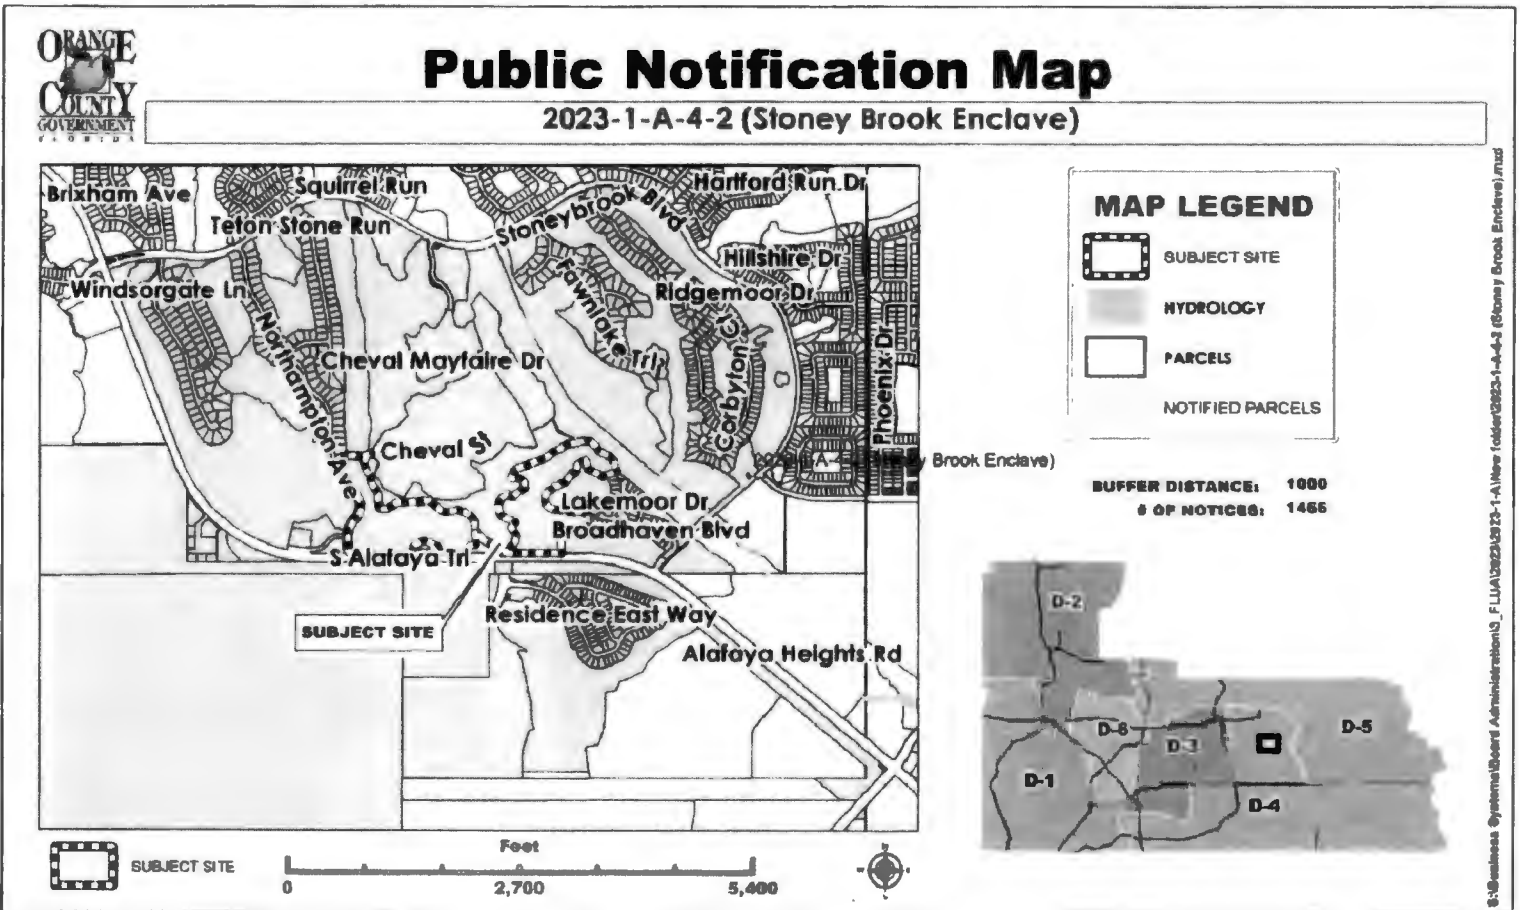 ORANGE
COUNTY
GOVERNMENT
FLORIDA
Public Notification Map
2023-1-A-4-2 (Stoney Brook Enclave)
Brixham Ave
Squirrel Run
Hartford Run Dr
Teton Stone Run
Stoneybrook Blvd
Hillshire Dr
Windsorgate Ln
Fawnlake Trl
Ridgemoor Dr
Northampton Ave
Cheval Mayfaire Dr
Corbyton Ct
Phoenix Dr
Cheval St
Brook Enclave)
Lakemoor Dr
Broadhaven Blvd
S Alafaya Trl
Residence East Way
SUBJECT SITE
Alafaya Heights Rd
MAP LEGEND
SUBJECT SITE
HYDROLOGY
PARCELS
NOTIFIED PARCELS
BUFFER DISTANCE: 1000
# OF NOTICES: 1466
D-2
D-5
D-6
D-3
D-1
D-4
SUBJECT SITE
Feet
0 2,700 5,400